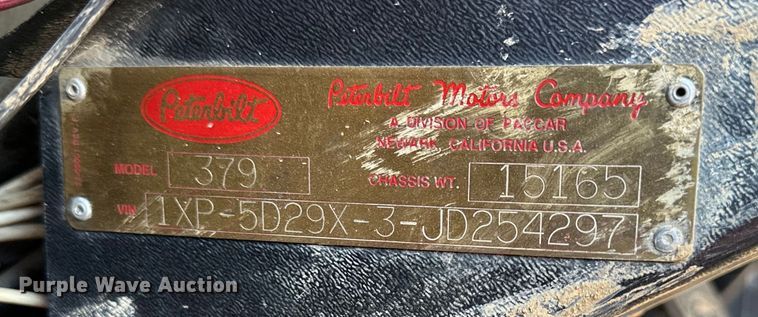 Peterbilt
Peterbilt Motors Company
A DIVISION OF PACCAR
NEWARK, CALIFORNIA U.S.A.
MODEL 379
CHASSIS WT. 15165
VIN 1XP-5D29X-3-JD254297
Purple Wave Auction